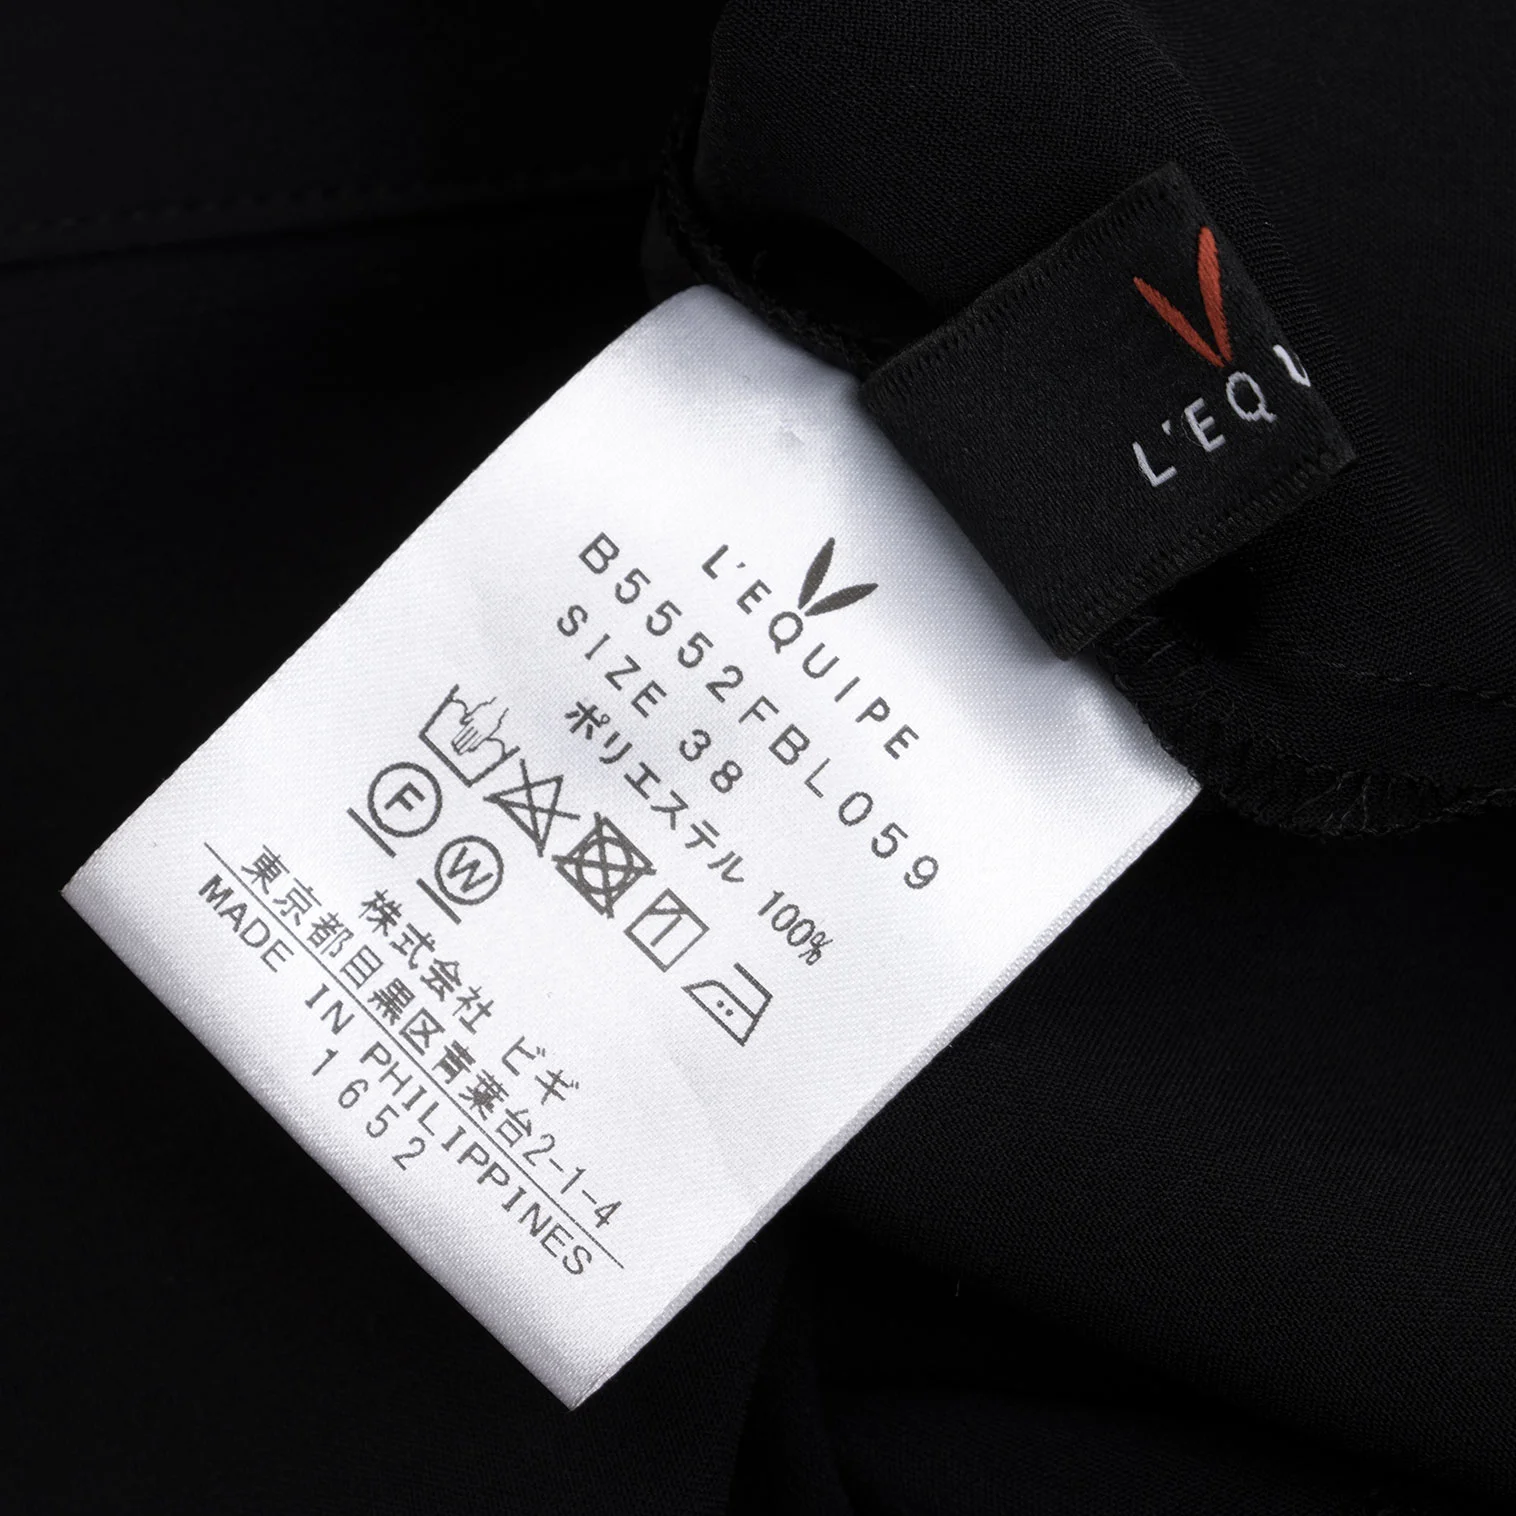 L'EQU
L'EQUIPE
B5552FBL059
SIZE 38
ポリエステル 100%
F
W
株式会社 ビギ
東京都目黒区青葉台2-1-4
MADE IN PHILIPPINES
1652